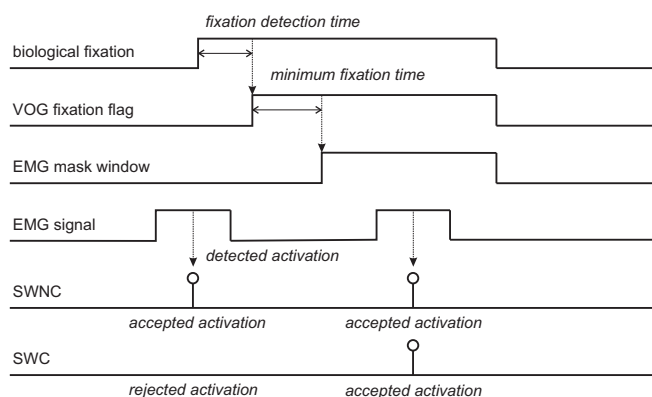 fixation detection time
biological fixation
minimum fixation time
VOG fixation flag
EMG mask window
EMG signal
detected activation
SWNC
accepted activation accepted activation
SWC
rejected activation accepted activation